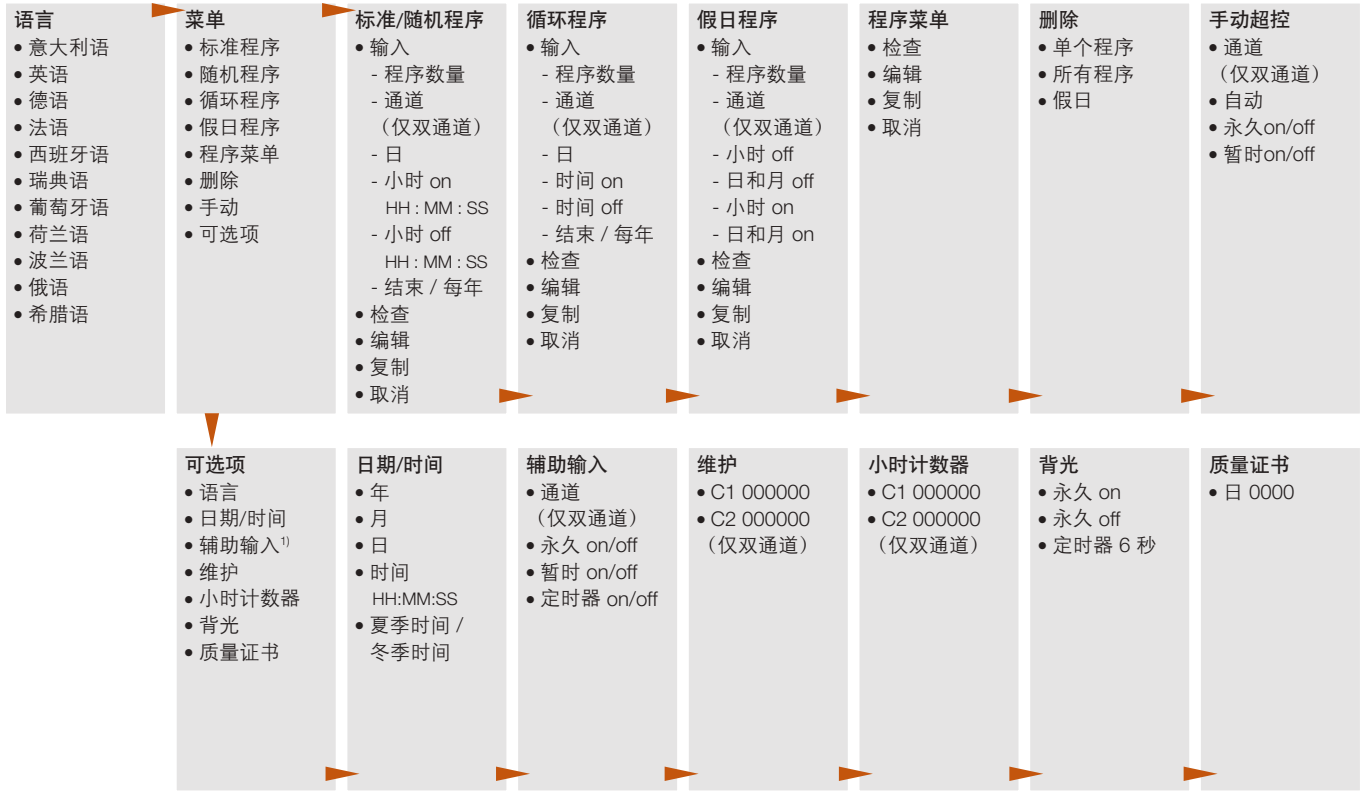 语言
• 意大利语
• 英语
• 德语
• 法语
• 西班牙语
• 瑞典语
• 葡萄牙语
• 荷兰语
• 波兰语
• 俄语
• 希腊语
菜单
• 标准程序
• 随机程序
• 循环程序
• 假日程序
• 程序菜单
• 删除
• 手动
• 可选项
标准/随机程序
• 输入
- 程序数量
- 通道
（仅双通道）
- 日
- 小时 on
HH : MM : SS
- 小时 off
HH : MM : SS
- 结束 / 每年
• 检查
• 编辑
• 复制
• 取消
循环程序
• 输入
- 程序数量
- 通道
（仅双通道）
- 日
- 时间 on
- 时间 off
- 结束 / 每年
• 检查
• 编辑
• 复制
• 取消
假日程序
• 输入
- 程序数量
- 通道
（仅双通道）
- 小时 off
- 日和月 off
- 小时 on
- 日和月 on
• 检查
• 编辑
• 复制
• 取消
程序菜单
• 检查
• 编辑
• 复制
• 取消
删除
• 单个程序
• 所有程序
• 假日
手动超控
• 通道
（仅双通道）
• 自动
• 永久on/off
• 暂时on/off
可选项
• 语言
• 日期/时间
• 辅助输入1)
• 维护
• 小时计数器
• 背光
• 质量证书
日期/时间
• 年
• 月
• 日
• 时间
HH:MM:SS
• 夏季时间 /
冬季时间
辅助输入
• 通道
（仅双通道）
• 永久 on/off
• 暂时 on/off
• 定时器 on/off
维护
• C1 000000
• C2 000000
（仅双通道）
小时计数器
• C1 000000
• C2 000000
（仅双通道）
背光
• 永久 on
• 永久 off
• 定时器 6 秒
质量证书
• 日 0000